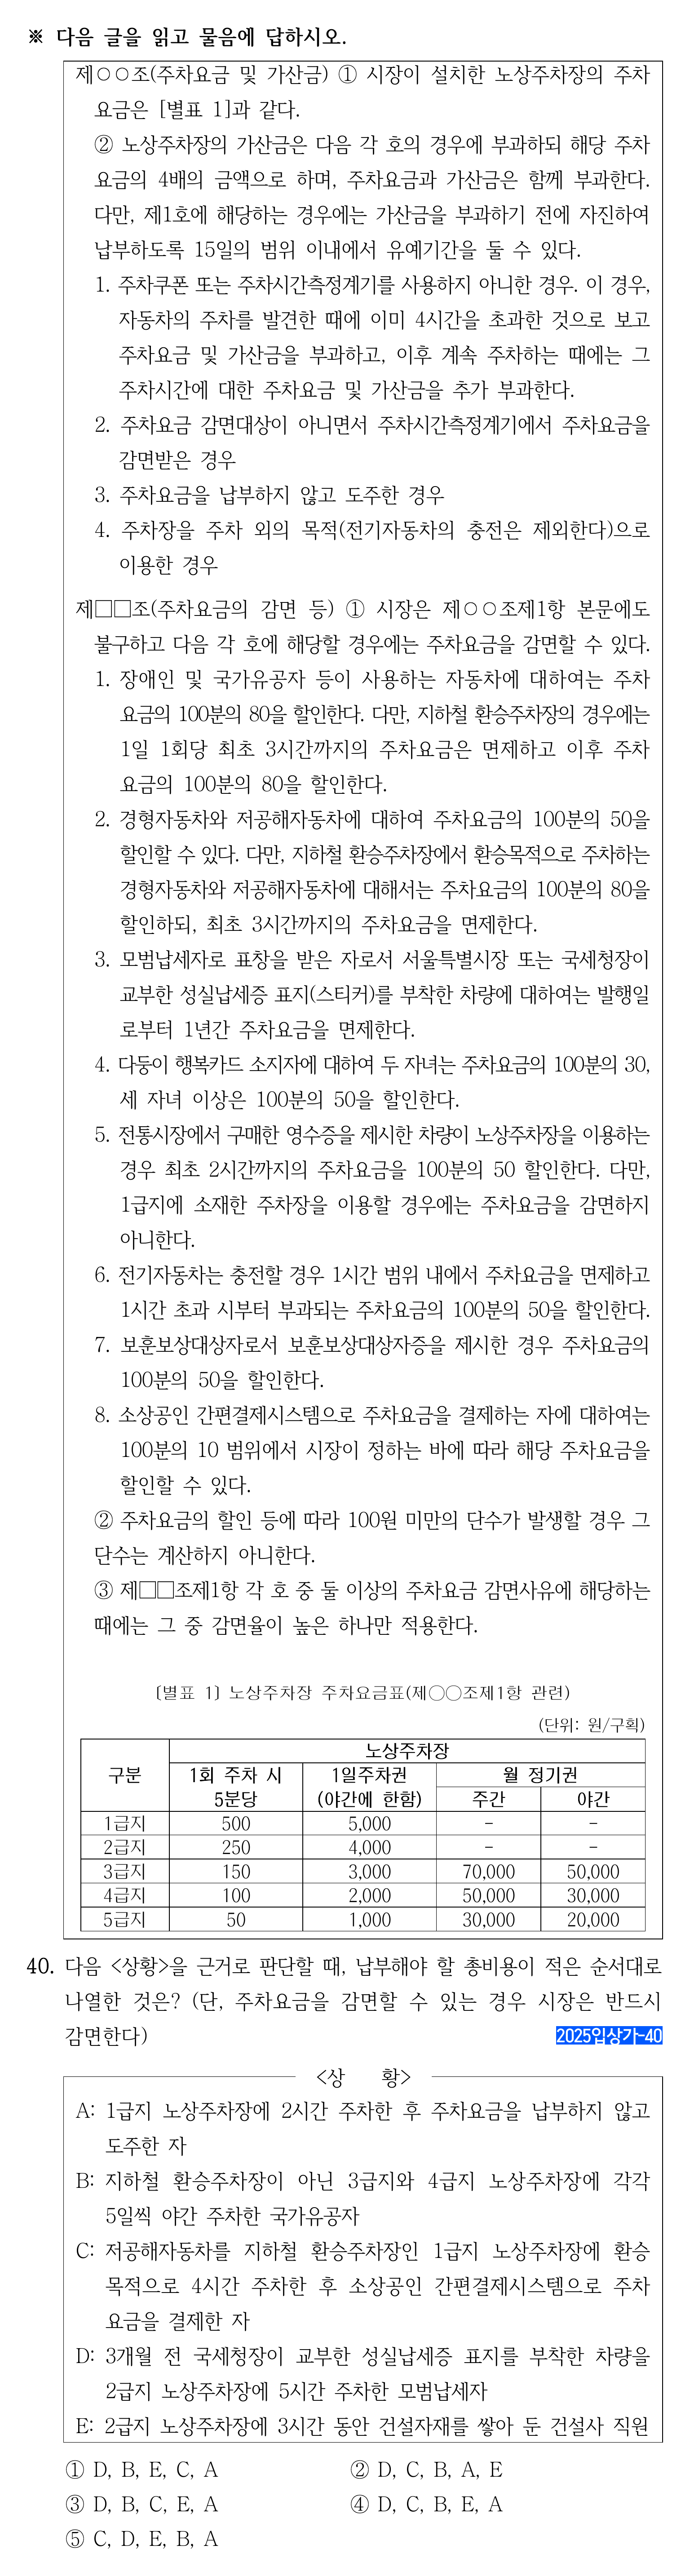 ※ 다음 글을 읽고 물음에 답하시오.
제○○조(주차요금 및 가산금) ① 시장이 설치한 노상주차장의 주차
요금은 [별표 1]과 같다.
② 노상주차장의 가산금은 다음 각 호의 경우에 부과하되 해당 주차
요금의 4배의 금액으로 하며, 주차요금과 가산금은 함께 부과한다.
다만, 제1호에 해당하는 경우에는 가산금을 부과하기 전에 자진하여
납부하도록 15일의 범위 이내에서 유예기간을 둘 수 있다.
1. 주차쿠폰 또는 주차시간측정계기를 사용하지 아니한 경우. 이 경우,
자동차의 주차를 발견한 때에 이미 4시간을 초과한 것으로 보고
주차요금 및 가산금을 부과하고, 이후 계속 주차하는 때에는 그
주차시간에 대한 주차요금 및 가산금을 추가 부과한다.
2. 주차요금 감면대상이 아니면서 주차시간측정계기에서 주차요금을
감면받은 경우
3. 주차요금을 납부하지 않고 도주한 경우
4. 주차장을 주차 외의 목적(전기자동차의 충전은 제외한다)으로
이용한 경우
제□□조(주차요금의 감면 등) ① 시장은 제○○조제1항 본문에도
불구하고 다음 각 호에 해당할 경우에는 주차요금을 감면할 수 있다.
1. 장애인 및 국가유공자 등이 사용하는 자동차에 대하여는 주차
요금의 100분의 80을 할인한다. 다만, 지하철 환승주차장의 경우에는
1일 1회당 최초 3시간까지의 주차요금은 면제하고 이후 주차
요금의 100분의 80을 할인한다.
2. 경형자동차와 저공해자동차에 대하여 주차요금의 100분의 50을
할인할 수 있다. 다만, 지하철 환승주차장에서 환승목적으로 주차하는
경형자동차와 저공해자동차에 대해서는 주차요금의 100분의 80을
할인하되, 최초 3시간까지의 주차요금을 면제한다.
3. 모범납세자로 표창을 받은 자로서 서울특별시장 또는 국세청장이
교부한 성실납세증 표지(스티커)를 부착한 차량에 대하여는 발행일
로부터 1년간 주차요금을 면제한다.
4. 다둥이 행복카드 소지자에 대하여 두 자녀는 주차요금의 100분의 30,
세 자녀 이상은 100분의 50을 할인한다.
5. 전통시장에서 구매한 영수증을 제시한 차량이 노상주차장을 이용하는
경우 최초 2시간까지의 주차요금을 100분의 50 할인한다. 다만,
1급지에 소재한 주차장을 이용할 경우에는 주차요금을 감면하지
아니한다.
6. 전기자동차는 충전할 경우 1시간 범위 내에서 주차요금을 면제하고
1시간 초과 시부터 부과되는 주차요금의 100분의 50을 할인한다.
7. 보훈보상대상자로서 보훈보상대상자증을 제시한 경우 주차요금의
100분의 50을 할인한다.
8. 소상공인 간편결제시스템으로 주차요금을 결제하는 자에 대하여는
100분의 10 범위에서 시장이 정하는 바에 따라 해당 주차요금을
할인할 수 있다.
② 주차요금의 할인 등에 따라 100원 미만의 단수가 발생할 경우 그
단수는 계산하지 아니한다.
③ 제□□조제1항 각 호 중 둘 이상의 주차요금 감면사유에 해당하는
때에는 그 중 감면율이 높은 하나만 적용한다.
[별표 1] 노상주차장 주차요금표(제○○조제1항 관련)
(단위: 원/구획)
구분 노상주차장
1회 주차 시 5분당 1일주차권 (야간에 한함) 월 정기권
주간 야간
1급지 500 5,000 - -
2급지 250 4,000 - -
3급지 150 3,000 70,000 50,000
4급지 100 2,000 50,000 30,000
5급지 50 1,000 30,000 20,000
40. 다음 <상황>을 근거로 판단할 때, 납부해야 할 총비용이 적은 순서대로
나열한 것은? (단, 주차요금을 감면할 수 있는 경우 시장은 반드시
감면한다)
2025입상가-40
<상 황>
A: 1급지 노상주차장에 2시간 주차한 후 주차요금을 납부하지 않고
도주한 자
B: 지하철 환승주차장이 아닌 3급지와 4급지 노상주차장에 각각
5일씩 야간 주차한 국가유공자
C: 저공해자동차를 지하철 환승주차장인 1급지 노상주차장에 환승
목적으로 4시간 주차한 후 소상공인 간편결제시스템으로 주차
요금을 결제한 자
D: 3개월 전 국세청장이 교부한 성실납세증 표지를 부착한 차량을
2급지 노상주차장에 5시간 주차한 모범납세자
E: 2급지 노상주차장에 3시간 동안 건설자재를 쌓아 둔 건설사 직원
① D, B, E, C, A
② D, C, B, A, E
③ D, B, C, E, A
④ D, C, B, E, A
⑤ C, D, E, B, A